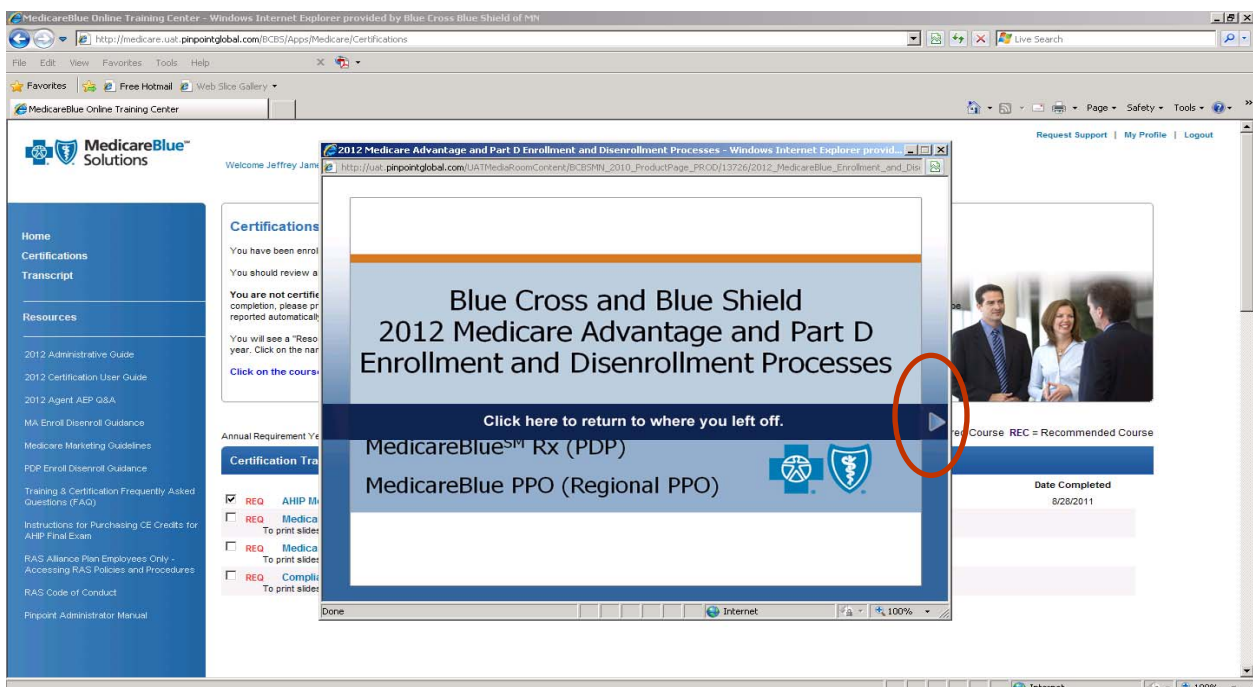 MedicareBlue Online Training Center - Windows Internet Explorer provided by Blue Cross Blue Shield of MN
http://medicare.uat.pinpointglobal.com/BCBS/Apps/Medicare/Certifications
Live Search
File Edit View Favorites Tools Help
Favorites Free Hotmail Web Slice Gallery
MedicareBlue Online Training Center
Page Safety Tools
Request Support | My Profile | Logout
MedicareBlue℠
Solutions
Welcome Jeffrey Jame
Home
Certifications
Transcript
Resources
2012 Administrative Guide
2012 Certification User Guide
2012 Agent AEP Q&A
MA Enroll Disenroll Guidance
Medicare Marketing Guidelines
PDP Enroll Disenroll Guidance
Training & Certification Frequently Asked
Questions (FAQ)
Instructions for Purchasing CE Credits for
AHIP Final Exam
RAS Alliance Plan Employees Only -
Accessing RAS Policies and Procedures
RAS Code of Conduct
Pinpoint Administrator Manual
Certifications
You have been enrol
You should review a
You are not certifie
completion, please pr
reported automatically
You will see a "Reso
year. Click on the nar
Click on the cours
Annual Requirement Ye
red Course REC = Recommended Course
Certification Tra
Date Completed
REQ AHIP M
8/28/2011
REQ Medica
To print slides
REQ Medica
To print slides
REQ Complia
To print slides
2012 Medicare Advantage and Part D Enrollment and Disenrollment Processes - Windows Internet Explorer provid...
http://uat.pinpointglobal.com/UATMediaRoomContent/BCBSMN_2010_ProductPage_PROD/13726/2012_MedicareBlue_Enrollment_and_Dise
Blue Cross and Blue Shield
2012 Medicare Advantage and Part D
Enrollment and Disenrollment Processes
Click here to return to where you left off.
MedicareBlue℠ Rx (PDP)
MedicareBlue PPO (Regional PPO)
Done
Internet
100%